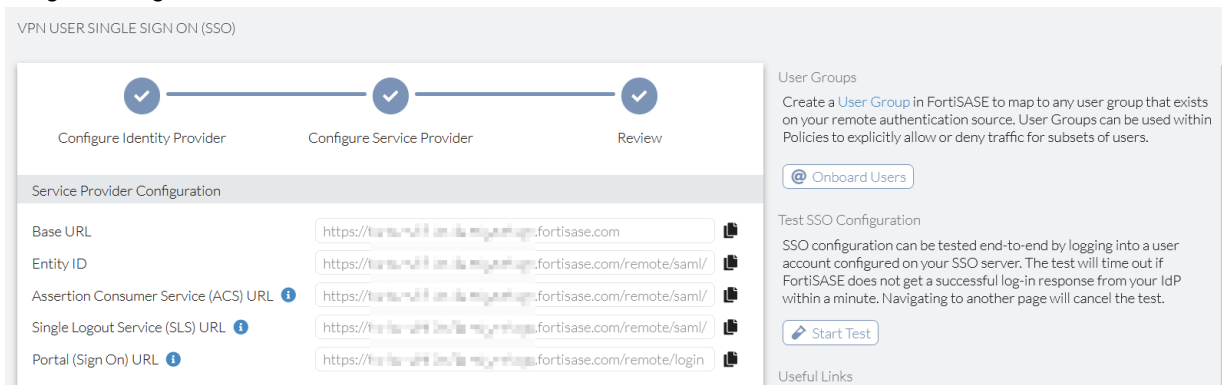 VPN USER SINGLE SIGN ON (SSO)
Configure Identity Provider
Configure Service Provider
Review
Service Provider Configuration
Base URL
https://
.fortisase.com
Entity ID
https://
.fortisase.com/remote/saml/
Assertion Consumer Service (ACS) URL
https://
.fortisase.com/remote/saml/
Single Logout Service (SLS) URL
https://
.fortisase.com/remote/saml/
Portal (Sign On) URL
https://
.fortisase.com/remote/login
User Groups
Create a User Group in FortiSASE to map to any user group that exists
on your remote authentication source. User Groups can be used within
Policies to explicitly allow or deny traffic for subsets of users.
@ Onboard Users
Test SSO Configuration
SSO configuration can be tested end-to-end by logging into a user
account configured on your SSO server. The test will time out if
FortiSASE does not get a successful log-in response from your IdP
within a minute. Navigating to another page will cancel the test.
Start Test
Useful Links